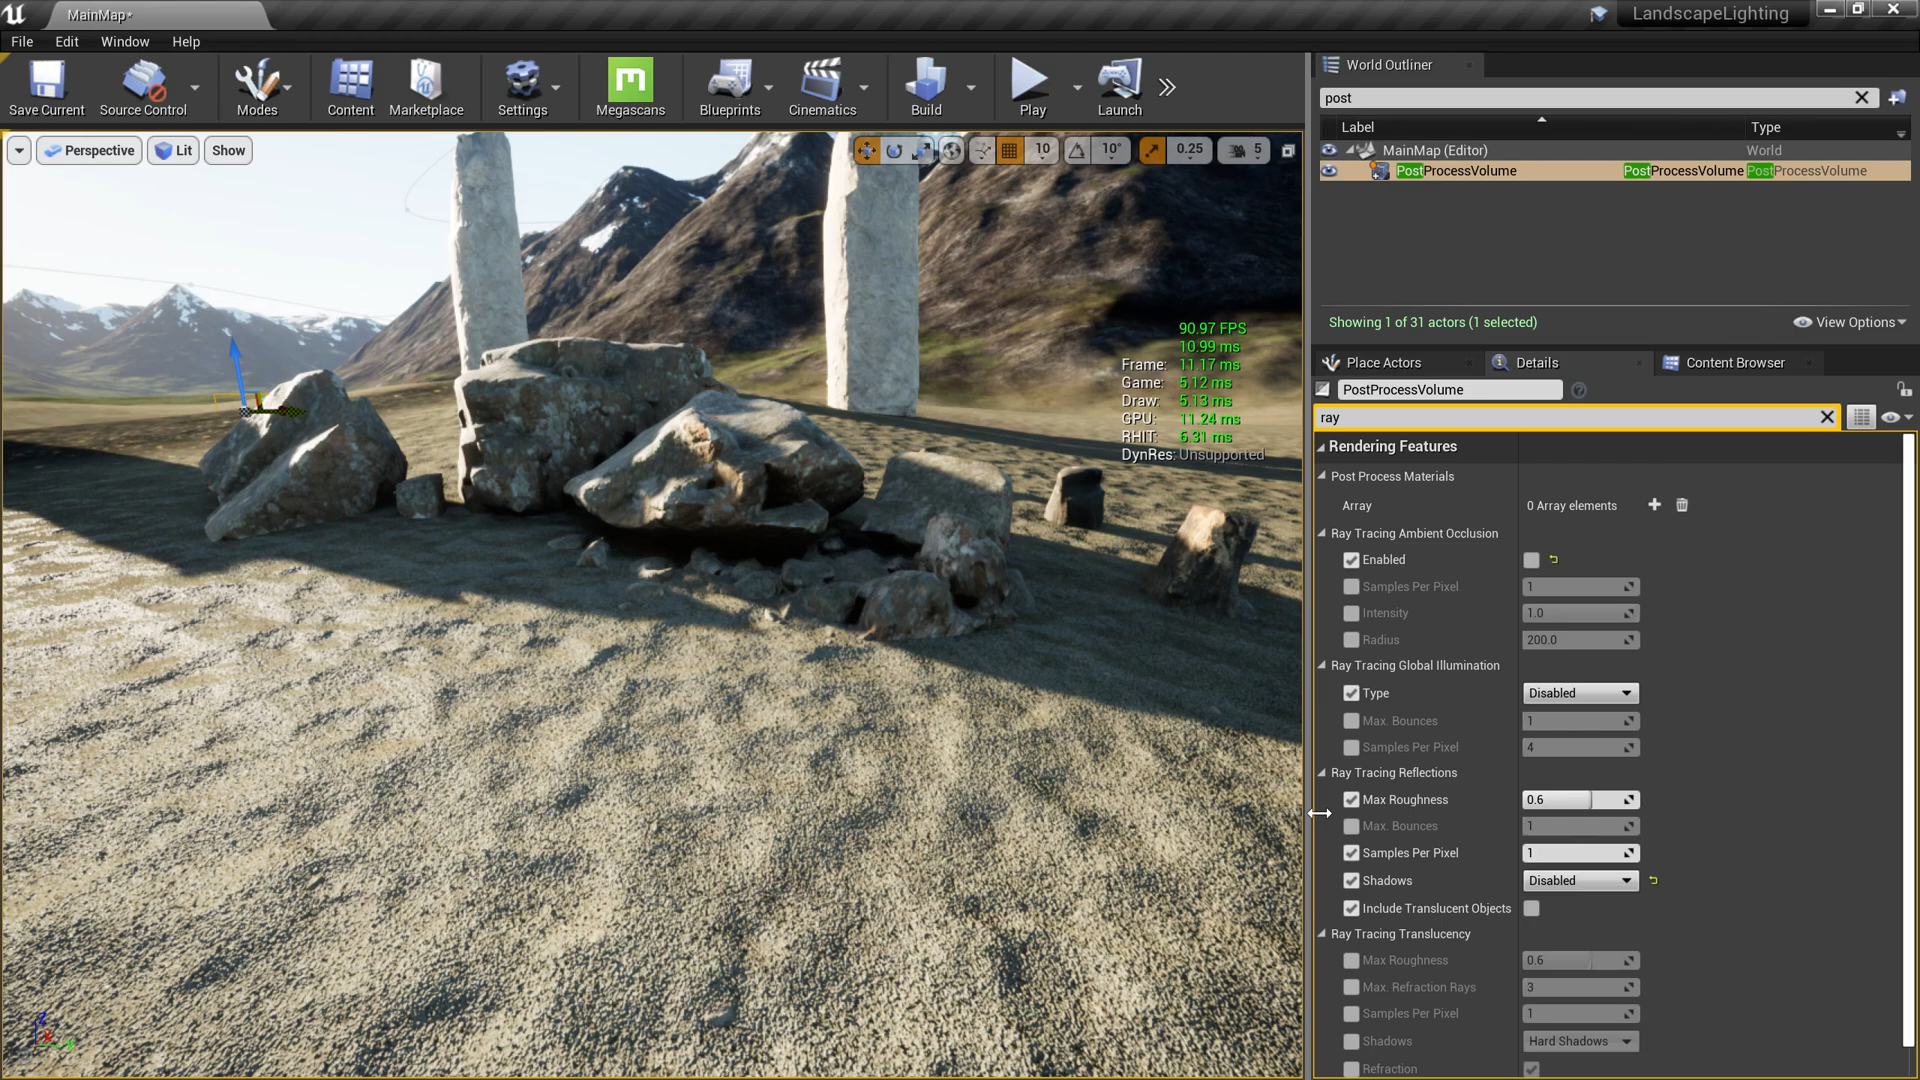 MainMap*
LandscapeLighting
File Edit Window Help
Save Current Source Control Modes Content Marketplace Settings Megascans Blueprints Cinematics Build Play Launch
Perspective Lit Show 10 10° 0.25 5
90.97 FPS
10.99 ms
Frame: 11.17 ms
Game: 5.12 ms
Draw: 5.13 ms
GPU: 11.24 ms
RHIT: 6.31 ms
DynRes: Unsupported
Z
X
Y
World Outliner
post
Label Type
MainMap (Editor) World
PostProcessVolume PostProcessVolume PostProcessVolume
Showing 1 of 31 actors (1 selected) View Options
Place Actors Details Content Browser
PostProcessVolume
ray
Rendering Features
Post Process Materials
Array 0 Array elements
Ray Tracing Ambient Occlusion
Enabled
Samples Per Pixel 1
Intensity 1.0
Radius 200.0
Ray Tracing Global Illumination
Type Disabled
Max. Bounces 1
Samples Per Pixel 4
Ray Tracing Reflections
Max Roughness 0.6
Max. Bounces 1
Samples Per Pixel 1
Shadows Disabled
Include Translucent Objects
Ray Tracing Translucency
Max Roughness 0.6
Max. Refraction Rays 3
Samples Per Pixel 1
Shadows Hard Shadows
Refraction